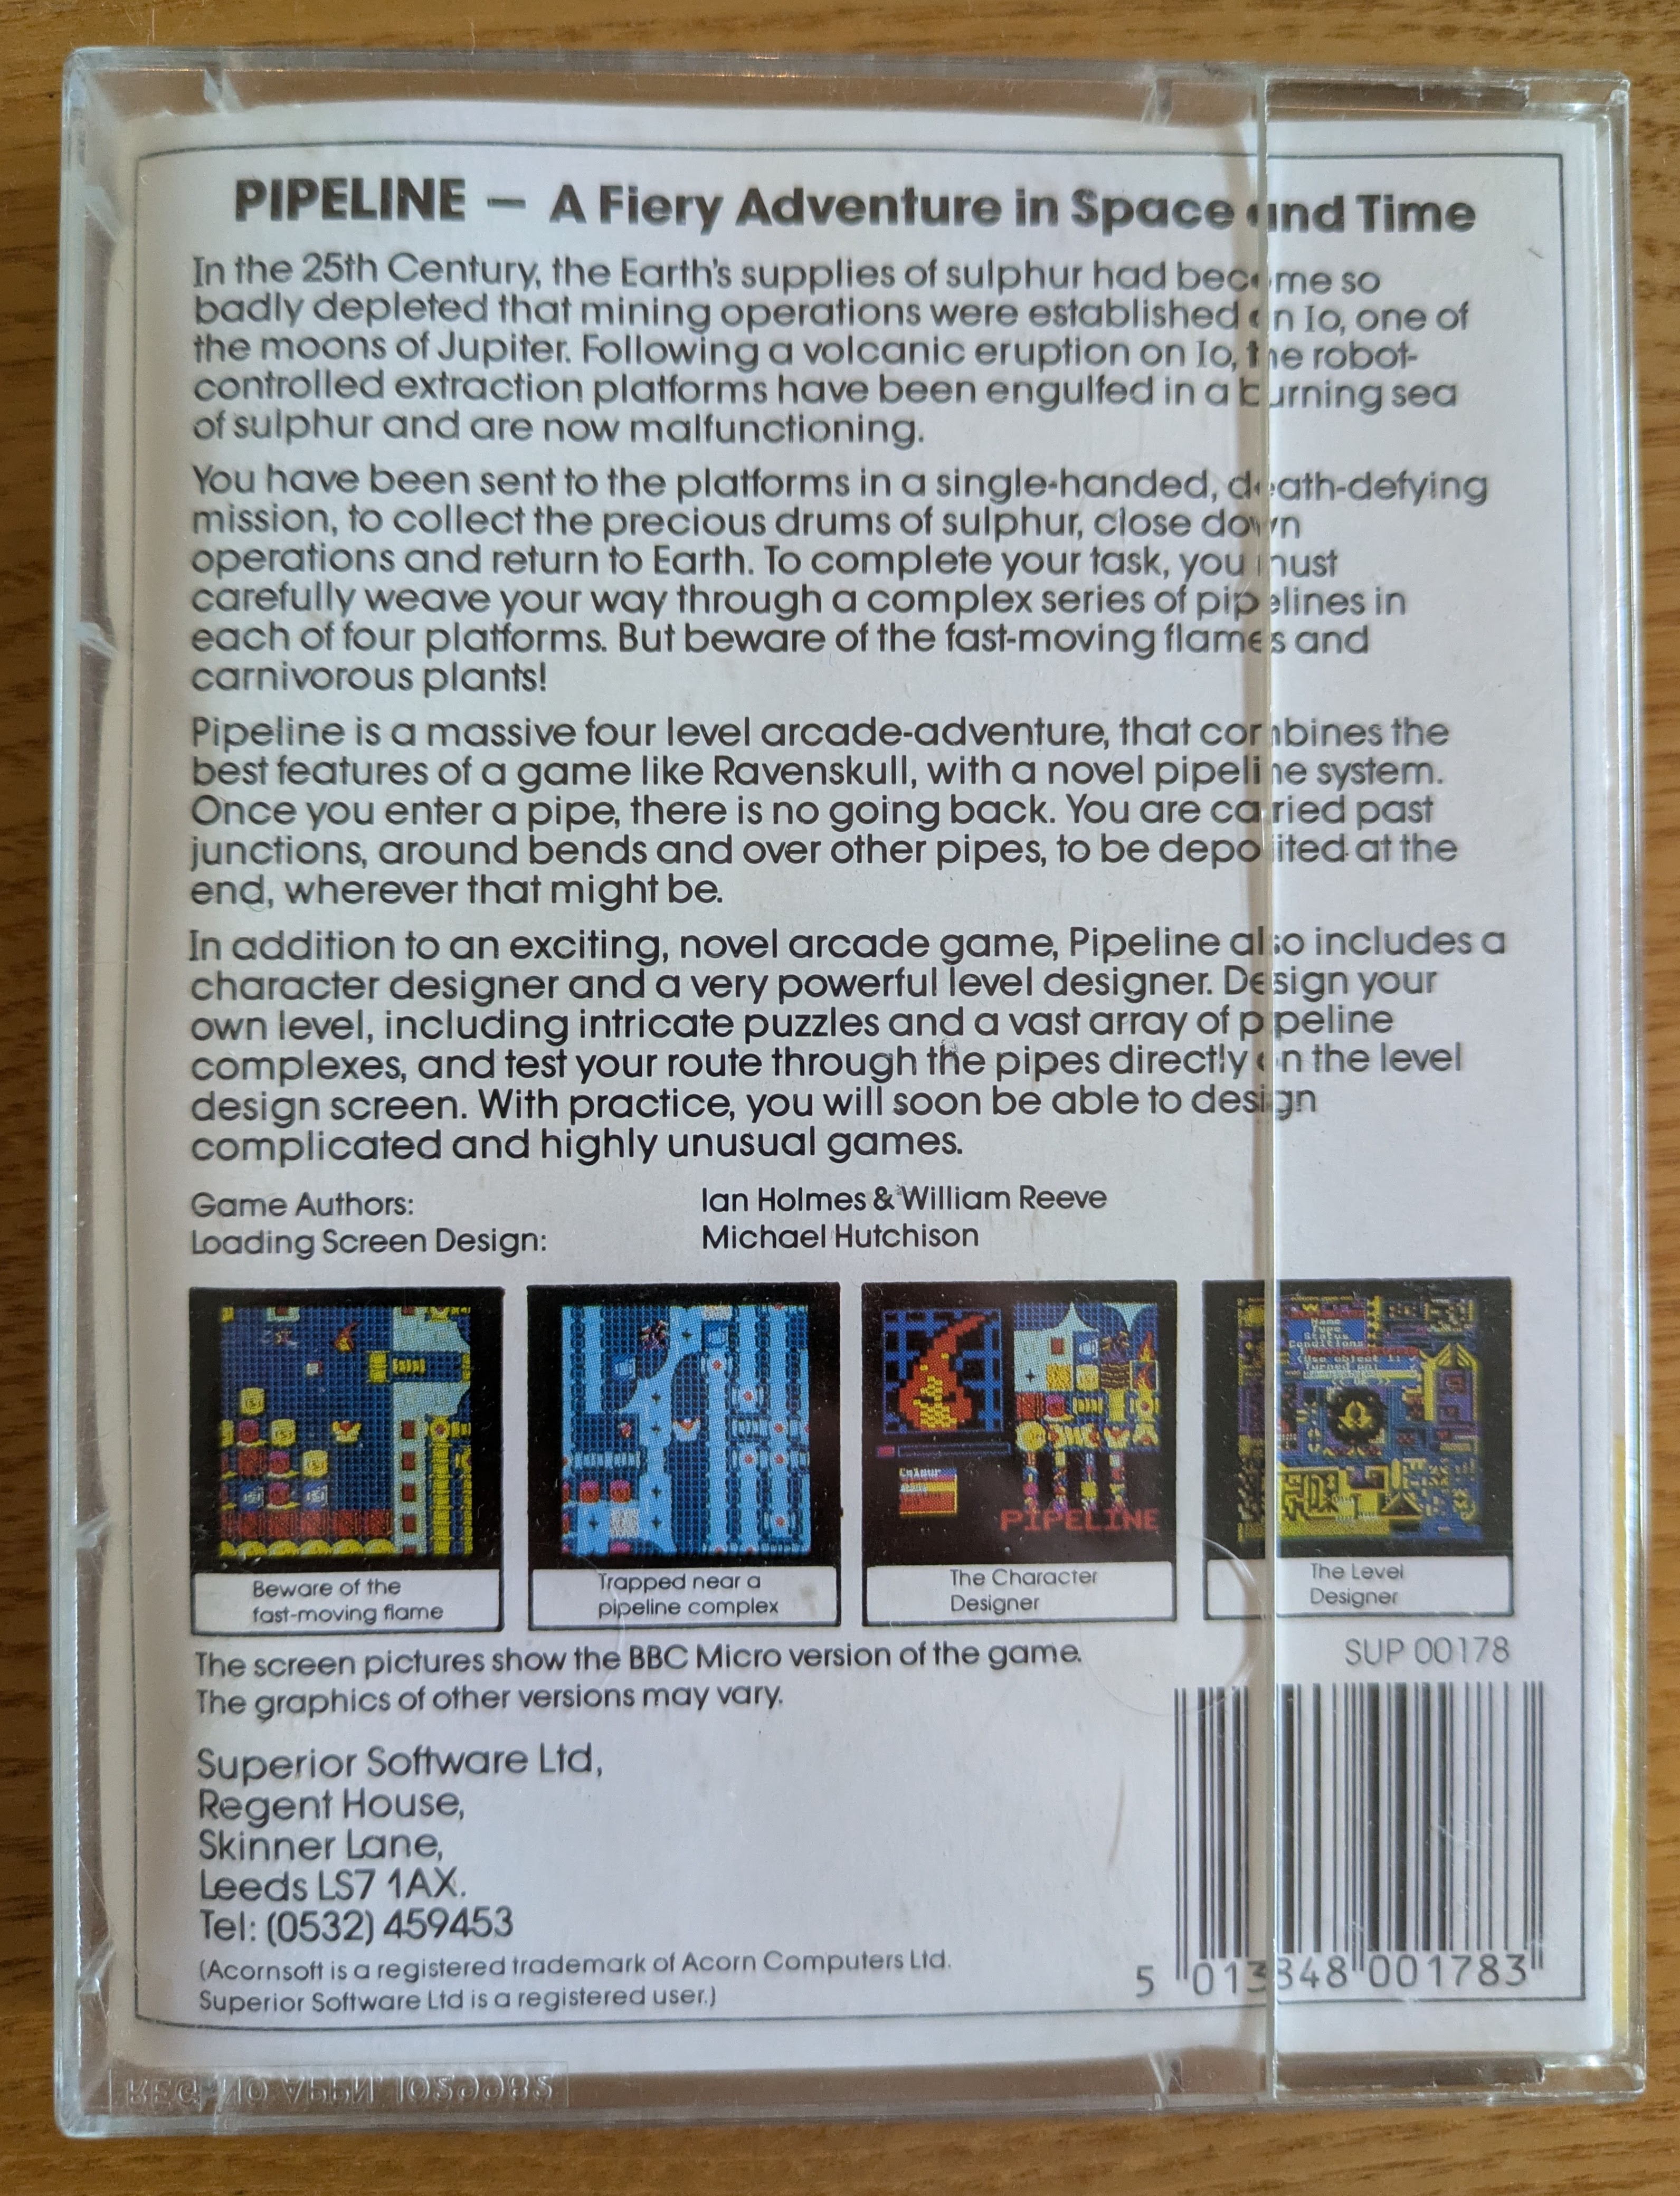 PIPELINE — A Fiery Adventure in Space and Time
In the 25th Century, the Earth's supplies of sulphur had become so
badly depleted that mining operations were established on Io, one of
the moons of Jupiter. Following a volcanic eruption on Io, the robot-
controlled extraction platforms have been engulfed in a burning sea
of sulphur and are now malfunctioning.
You have been sent to the platforms in a single-handed, death-defying
mission, to collect the precious drums of sulphur, close down
operations and return to Earth. To complete your task, you must
carefully weave your way through a complex series of pipelines in
each of four platforms. But beware of the fast-moving flames and
carnivorous plants!
Pipeline is a massive four level arcade-adventure, that combines the
best features of a game like Ravenskull, with a novel pipeline system.
Once you enter a pipe, there is no going back. You are carried past
junctions, around bends and over other pipes, to be deposited at the
end, wherever that might be.
In addition to an exciting, novel arcade game, Pipeline also includes a
character designer and a very powerful level designer. Design your
own level, including intricate puzzles and a vast array of pipeline
complexes, and test your route through the pipes directly on the level
design screen. With practice, you will soon be able to design
complicated and highly unusual games.
Game Authors: Ian Holmes & William Reeve
Loading Screen Design: Michael Hutchison
Colour
PIPELINE
Name
Type
Status
Conditions
(Use object 11
Turned on
Beware of the
fast-moving flame
Trapped near a
pipeline complex
The Character
Designer
The Level
Designer
The screen pictures show the BBC Micro version of the game.
The graphics of other versions may vary.
SUP 00178
Superior Software Ltd,
Regent House,
Skinner Lane,
Leeds LS7 1AX.
Tel: (0532) 459453
(Acornsoft is a registered trademark of Acorn Computers Ltd.
Superior Software Ltd is a registered user.)
5 013848 001783
REG NO APPN. 1029982